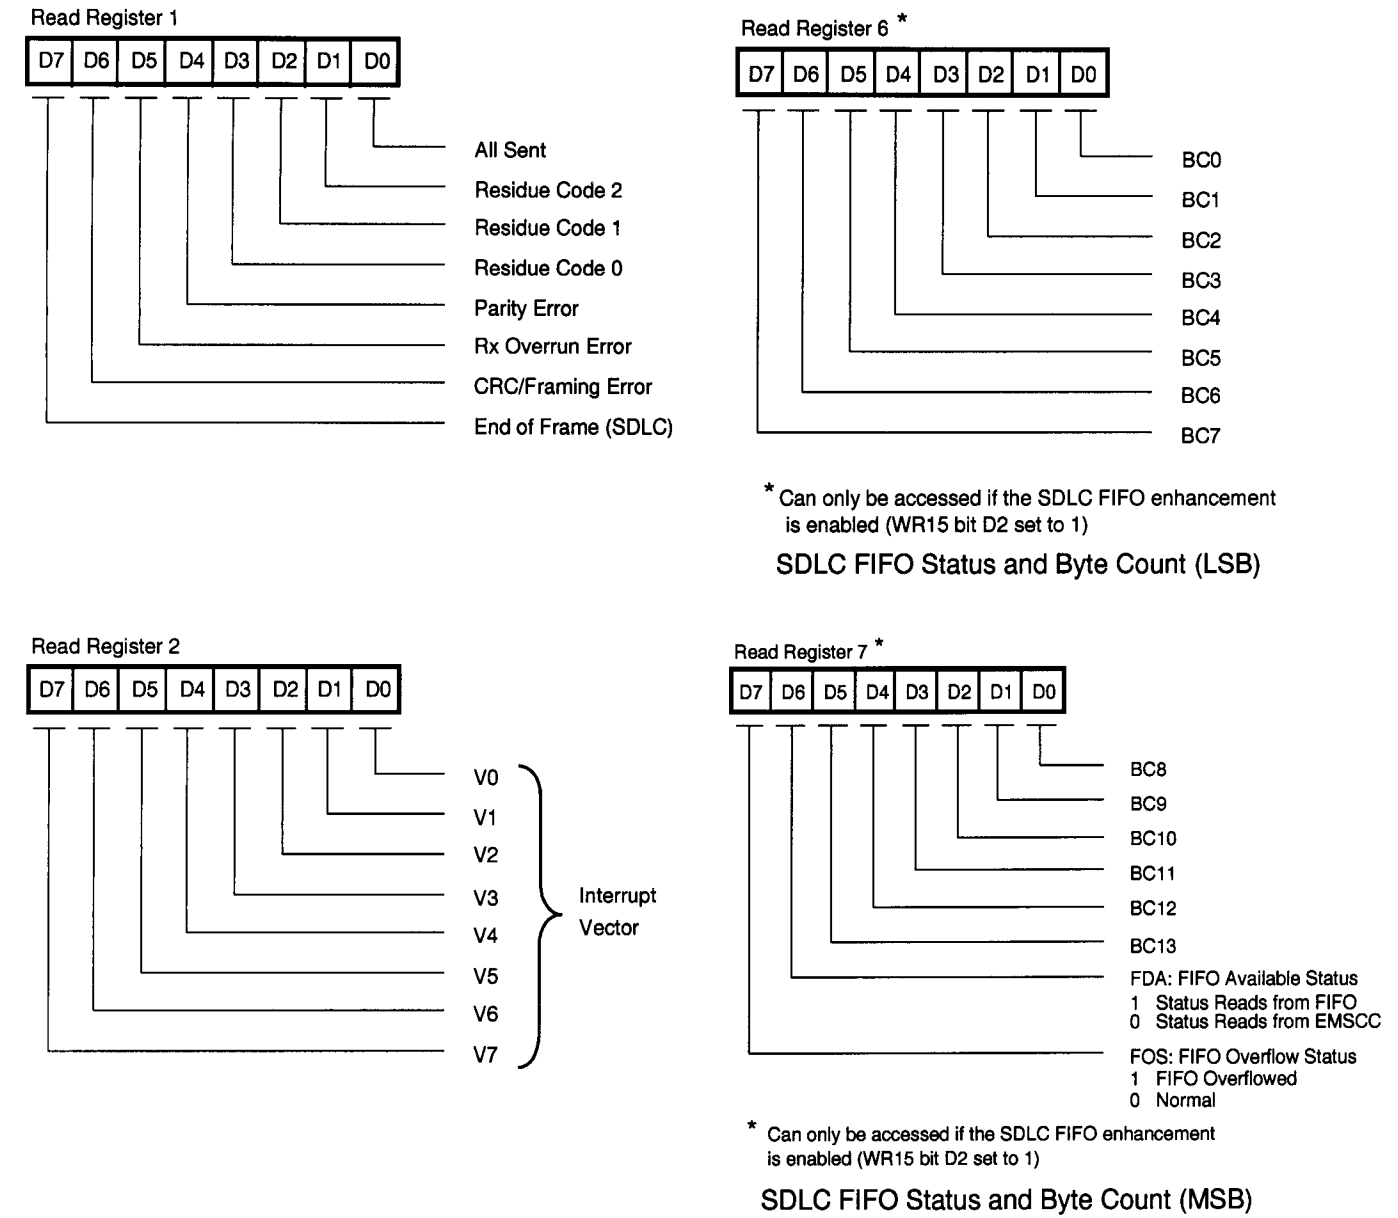 Read Register 1
D7 D6 D5 D4 D3 D2 D1 D0
All Sent
Residue Code 2
Residue Code 1
Residue Code 0
Parity Error
Rx Overrun Error
CRC/Framing Error
End of Frame (SDLC)
Read Register 6 *
D7 D6 D5 D4 D3 D2 D1 D0
BC0
BC1
BC2
BC3
BC4
BC5
BC6
BC7
* Can only be accessed if the SDLC FIFO enhancement
is enabled (WR15 bit D2 set to 1)
SDLC FIFO Status and Byte Count (LSB)
Read Register 2
D7 D6 D5 D4 D3 D2 D1 D0
V0
V1
V2
V3
V4
V5
V6
V7
Interrupt
Vector
Read Register 7 *
D7 D6 D5 D4 D3 D2 D1 D0
BC8
BC9
BC10
BC11
BC12
BC13
FDA: FIFO Available Status
1 Status Reads from FIFO
0 Status Reads from EMSCC
FOS: FIFO Overflow Status
1 FIFO Overflowed
0 Normal
* Can only be accessed if the SDLC FIFO enhancement
is enabled (WR15 bit D2 set to 1)
SDLC FIFO Status and Byte Count (MSB)